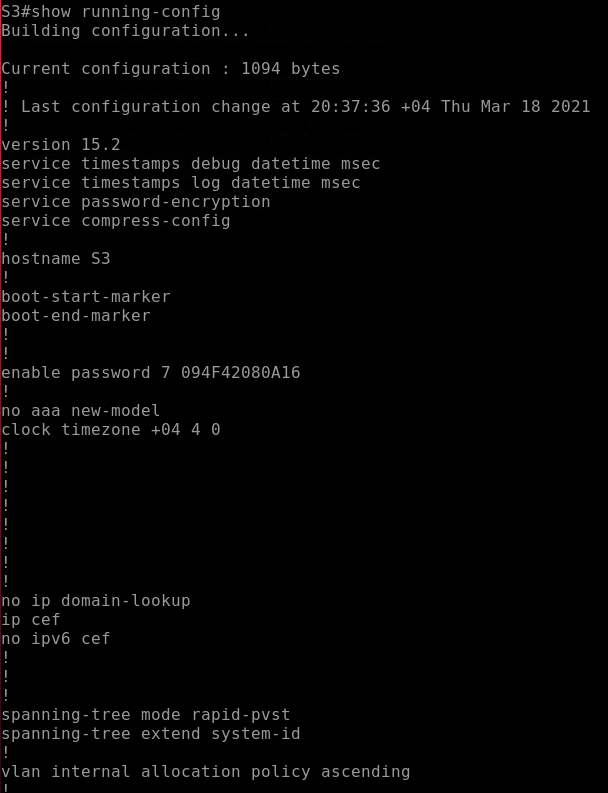 S3#show running-config
Building configuration...
Current configuration : 1094 bytes
!
! Last configuration change at 20:37:36 +04 Thu Mar 18 2021
!
version 15.2
service timestamps debug datetime msec
service timestamps log datetime msec
service password-encryption
service compress-config
!
hostname S3
!
boot-start-marker
boot-end-marker
!
!
enable password 7 094F42080A16
!
no aaa new-model
clock timezone +04 4 0
!
!
!
!
!
!
!
!
no ip domain-lookup
ip cef
no ipv6 cef
!
!
!
spanning-tree mode rapid-pvst
spanning-tree extend system-id
!
vlan internal allocation policy ascending
!